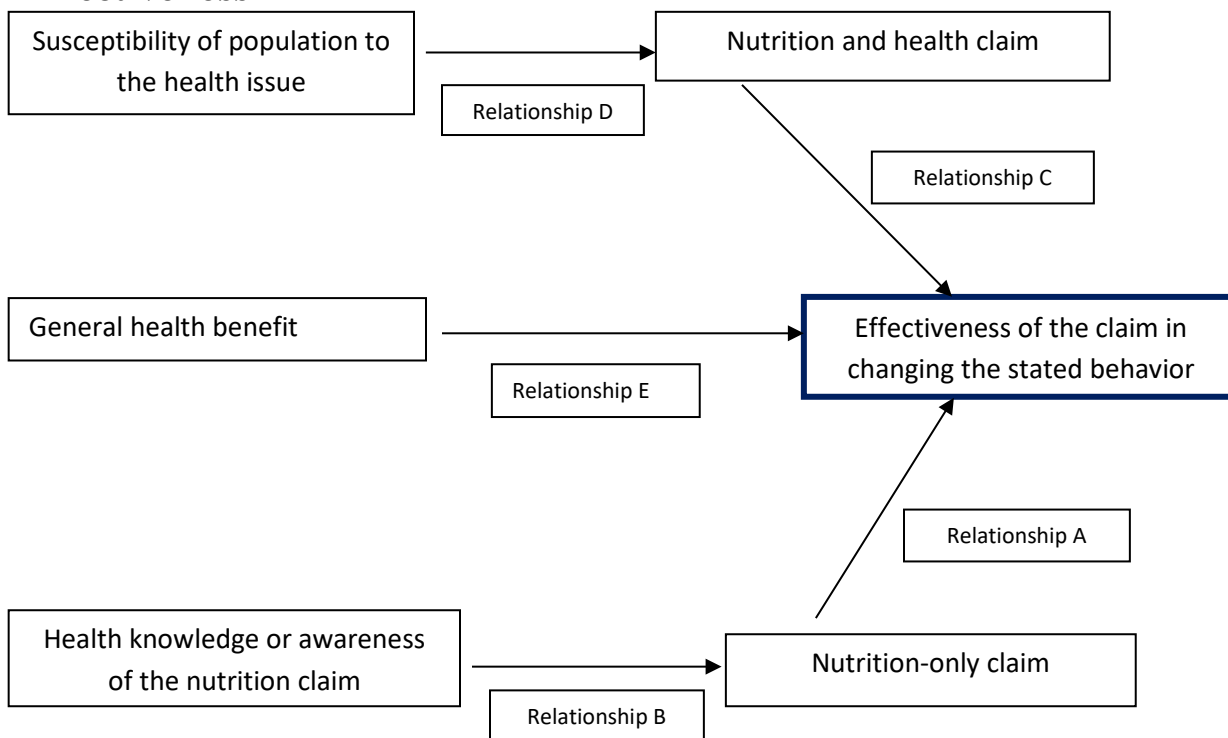 Susceptibility of population to
the health issue
Nutrition and health claim
Relationship D
Relationship C
General health benefit
Effectiveness of the claim in
changing the stated behavior
Relationship E
Relationship A
Health knowledge or awareness
of the nutrition claim
Nutrition-only claim
Relationship B